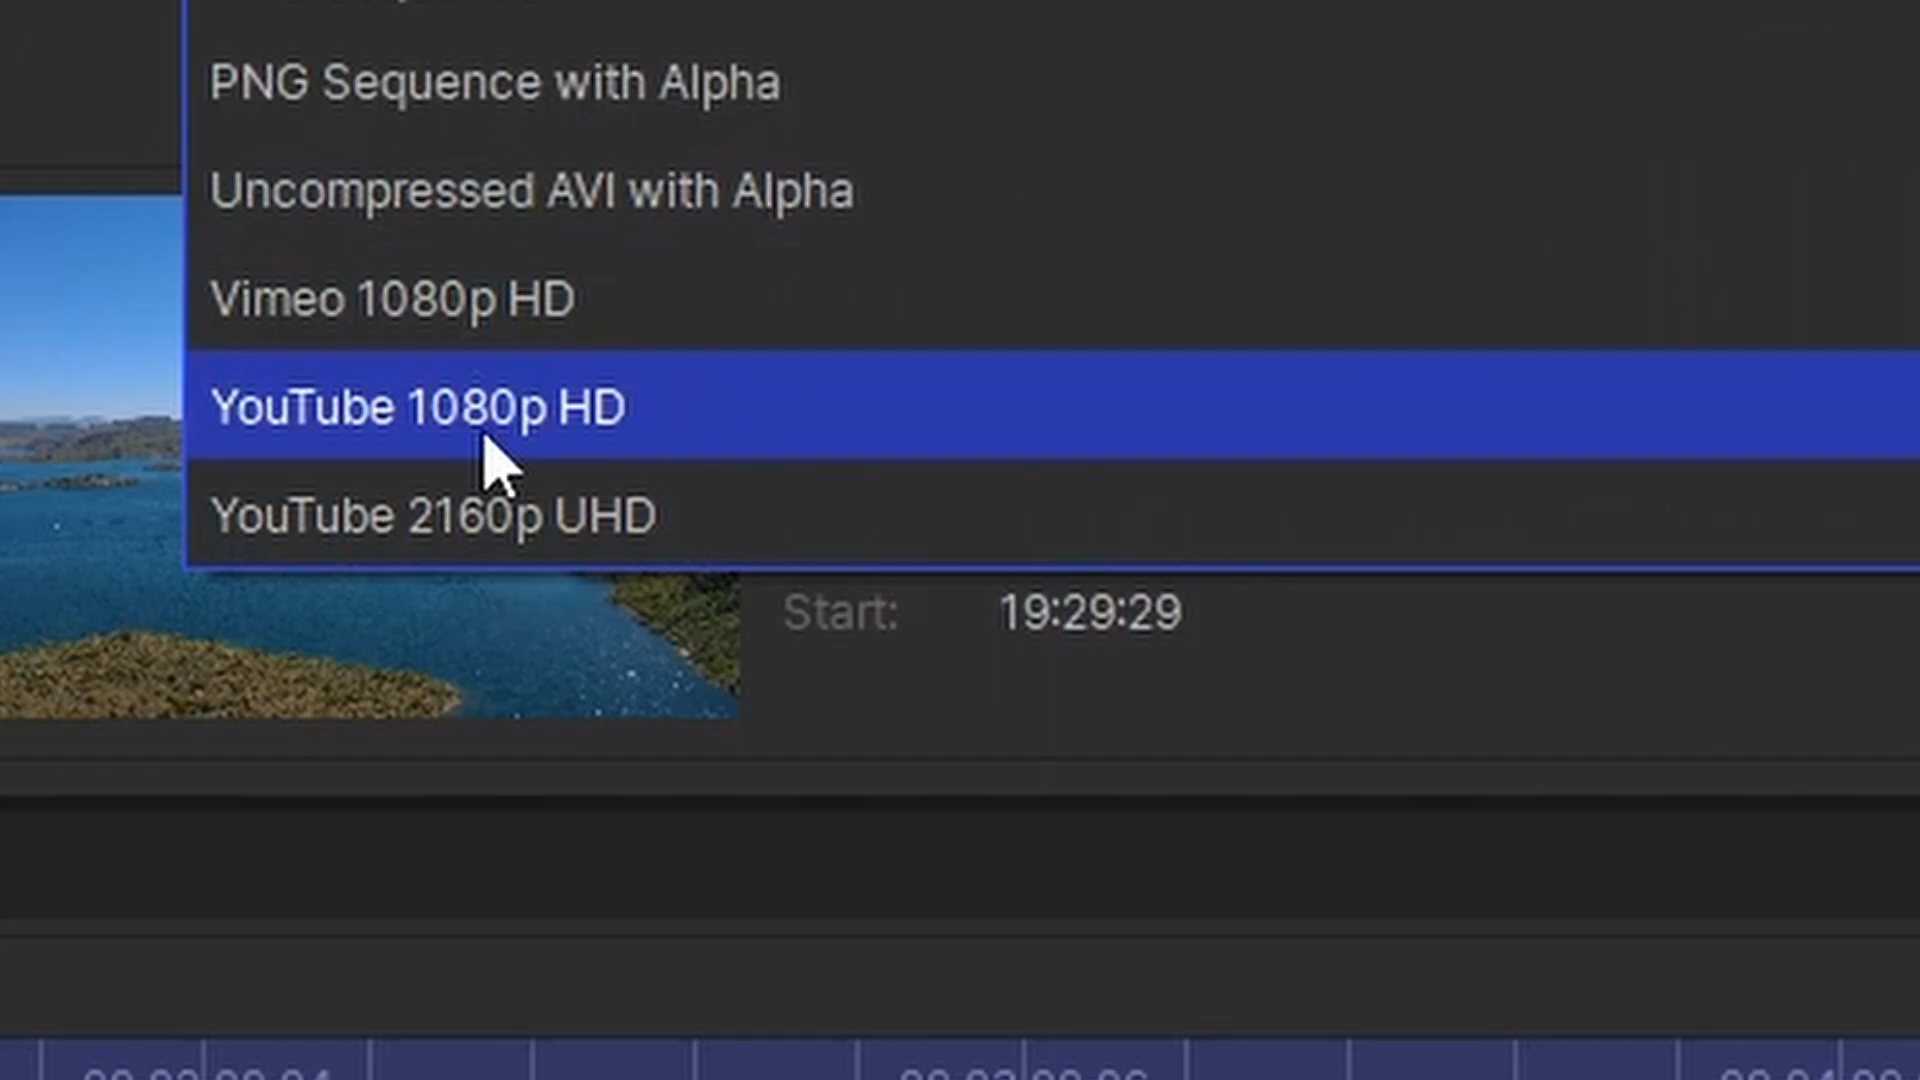 PNG Sequence with Alpha
Uncompressed AVI with Alpha
Vimeo 1080p HD
YouTube 1080p HD
YouTube 2160p UHD
Start: 19:29:29